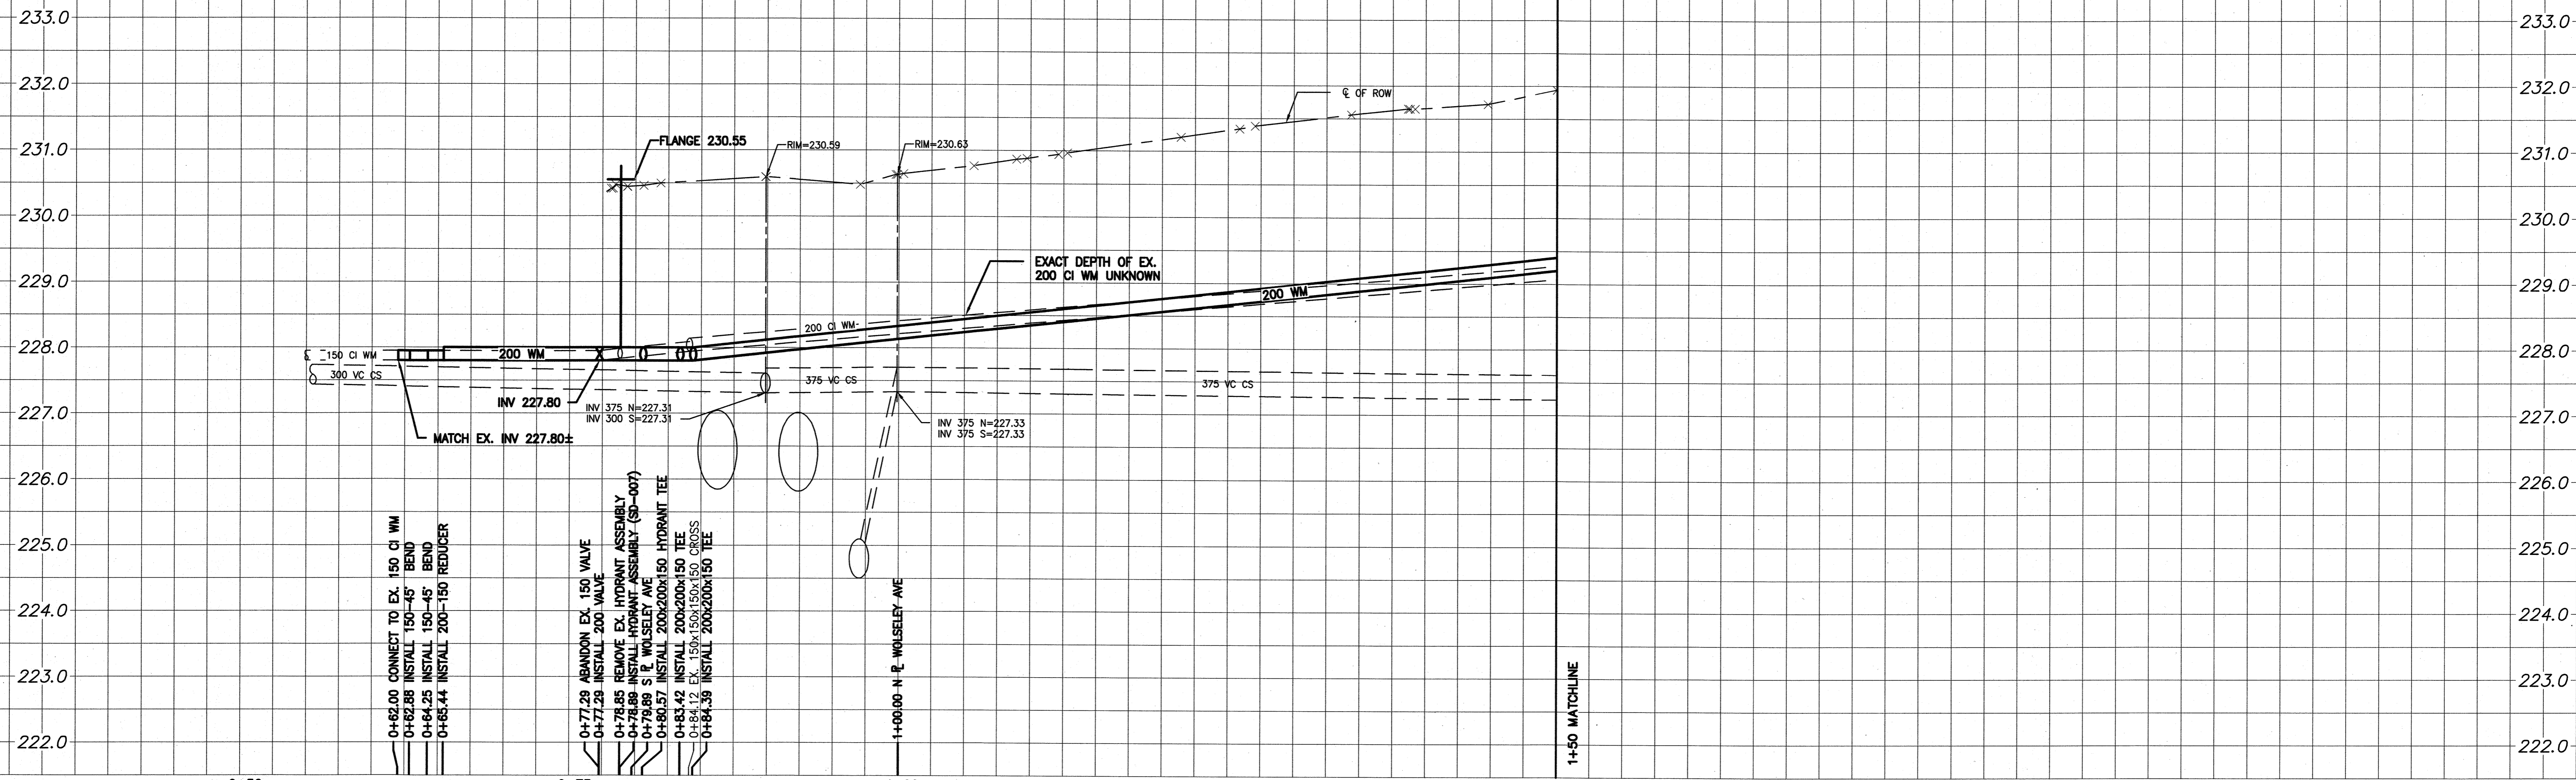 233.0
233.0
232.0
232.0
℄ OF ROW
231.0
231.0
FLANGE 230.55
RIM=230.59
RIM=230.63
230.0
230.0
229.0
229.0
EXACT DEPTH OF EX.
200 CI WM UNKNOWN
200 WM
200 CI WM
228.0
228.0
150 CI WM
200 WM
300 VC CS
375 VC CS
375 VC CS
227.0
227.0
INV 227.80
INV 375 N=227.31
INV 300 S=227.31
INV 375 N=227.33
INV 375 S=227.33
MATCH EX. INV 227.80±
226.0
226.0
225.0
225.0
224.0
224.0
223.0
223.0
222.0
222.0
0+62.00 CONNECT TO EX. 150 CI WM
0+62.88 INSTALL 150-45° BEND
0+64.25 INSTALL 150-45° BEND
0+65.44 INSTALL 200-150 REDUCER
0+77.29 ABANDON EX. 150 VALVE
0+77.29 INSTALL 200 VALVE
0+78.85 REMOVE EX. HYDRANT ASSEMBLY
0+78.89 INSTALL HYDRANT ASSEMBLY (SD-007)
0+79.89 S ⅊ WOLSELEY AVE
0+80.57 INSTALL 200x200x150 HYDRANT TEE
0+83.42 INSTALL 200x200x150 TEE
0+84.12 EX. 150x150x150x150 CROSS
0+84.39 INSTALL 200x200x150 TEE
1+00.00 N ⅊ WOLSELEY AVE
1+50 MATCHLINE